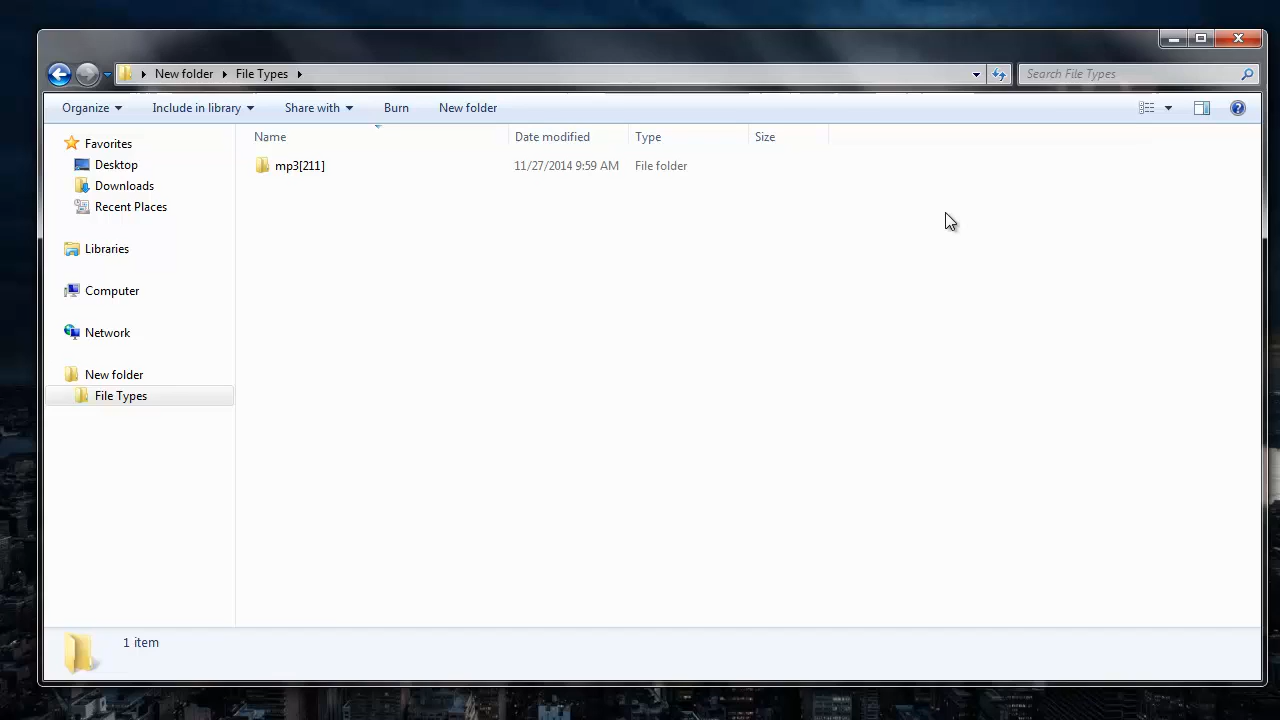 New folder File Types
Search File Types
Organize Include in library Share with Burn New folder
Name Date modified Type Size
mp3[211] 11/27/2014 9:59 AM File folder
Favorites
Desktop
Downloads
Recent Places
Libraries
Computer
Network
New folder
File Types
1 item